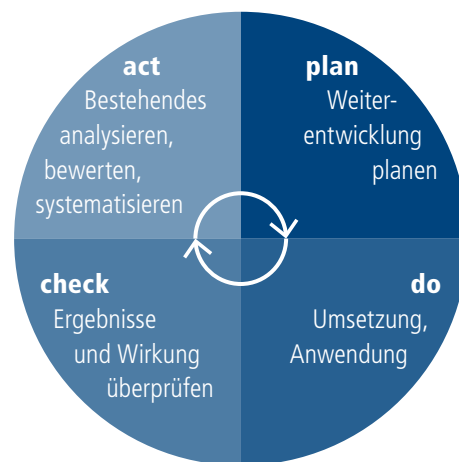 act
Bestehendes
analysieren,
bewerten,
systematisieren
plan
Weiter-
entwicklung
planen
check
Ergebnisse
und Wirkung
überprüfen
do
Umsetzung,
Anwendung